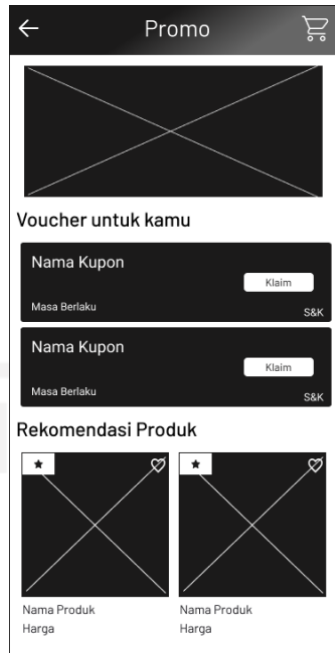 Promo
Voucher untuk kamu
Nama Kupon
Klaim
Masa Berlaku
S&K
Nama Kupon
Klaim
Masa Berlaku
S&K
Rekomendasi Produk
Nama Produk
Nama Produk
Harga
Harga